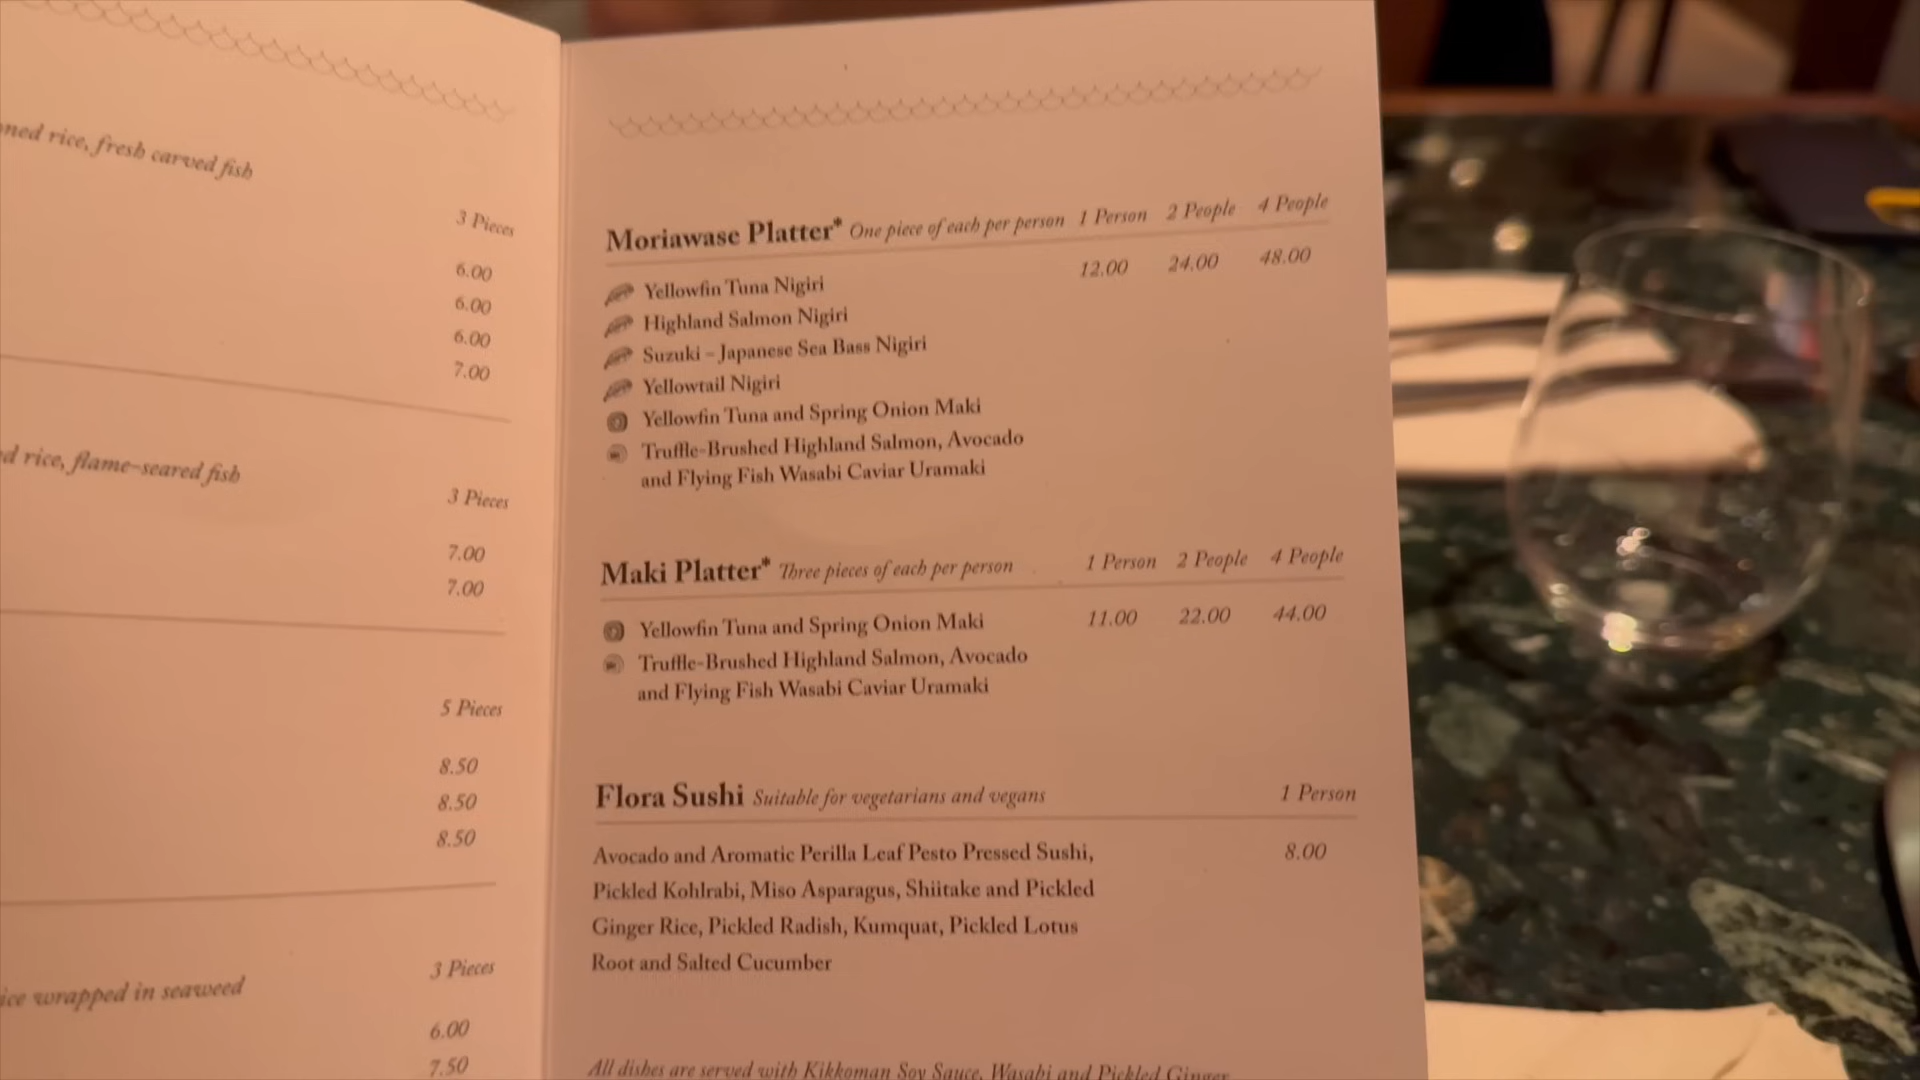 ned rice, fresh carved fish
3 Pieces
6.00
6.00
6.00
7.00
d rice, flame-seared fish
3 Pieces
7.00
7.00
5 Pieces
8.50
8.50
8.50
3 Pieces
ice wrapped in seaweed
6.00
7.50
Moriawase Platter* One piece of each per person 1 Person 2 People 4 People
12.00 24.00 48.00
Yellowfin Tuna Nigiri
Highland Salmon Nigiri
Suzuki – Japanese Sea Bass Nigiri
Yellowtail Nigiri
Yellowfin Tuna and Spring Onion Maki
Truffle-Brushed Highland Salmon, Avocado
and Flying Fish Wasabi Caviar Uramaki
Maki Platter* Three pieces of each per person 1 Person 2 People 4 People
Yellowfin Tuna and Spring Onion Maki 11.00 22.00 44.00
Truffle-Brushed Highland Salmon, Avocado
and Flying Fish Wasabi Caviar Uramaki
Flora Sushi Suitable for vegetarians and vegans 1 Person
Avocado and Aromatic Perilla Leaf Pesto Pressed Sushi, 8.00
Pickled Kohlrabi, Miso Asparagus, Shiitake and Pickled
Ginger Rice, Pickled Radish, Kumquat, Pickled Lotus
Root and Salted Cucumber
All dishes are served with Kikkoman Soy Sauce, Wasabi and Pickled Ginger